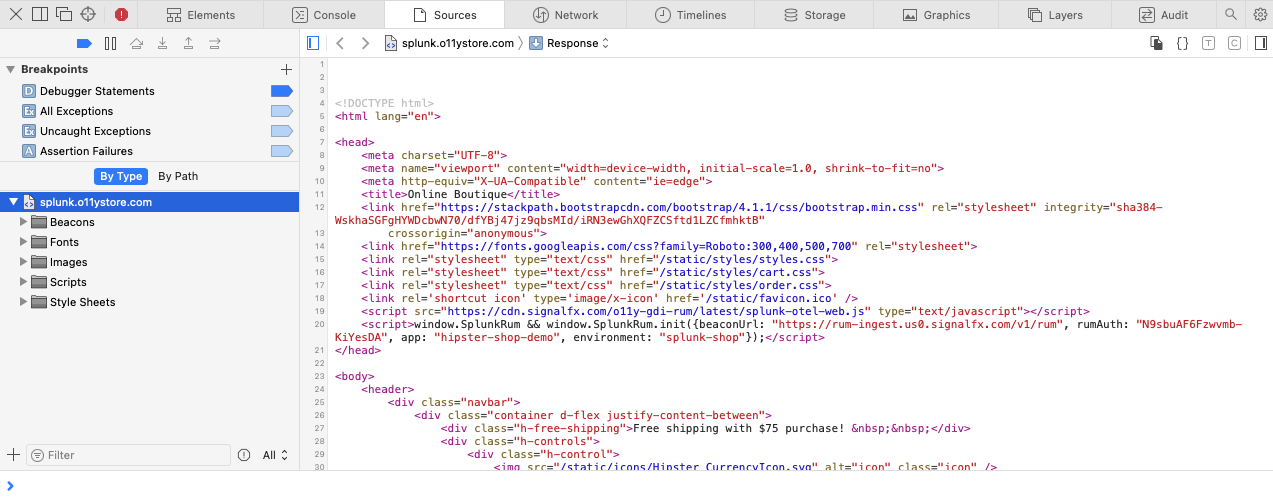 Elements Console Sources Network Timelines Storage Graphics Layers Audit
splunk.o11ystore.com Response
Breakpoints
D Debugger Statements
Ex All Exceptions
Ex Uncaught Exceptions
A Assertion Failures
By Type By Path
splunk.o11ystore.com
Beacons
Fonts
Images
Scripts
Style Sheets
Filter All
{} T C
1
2
3
4 <!DOCTYPE html>
5 <html lang="en">
6
7 <head>
8 <meta charset="UTF-8">
9 <meta name="viewport" content="width=device-width, initial-scale=1.0, shrink-to-fit=no">
10 <meta http-equiv="X-UA-Compatible" content="ie=edge">
11 <title>Online Boutique</title>
12 <link href="https://stackpath.bootstrapcdn.com/bootstrap/4.1.1/css/bootstrap.min.css" rel="stylesheet" integrity="sha384-
WskhaSGFgHYWDcbwN70/dfYBj47jz9qbsMId/iRN3ewGhXQFZCSftd1LZCfmhktB"
13 crossorigin="anonymous">
14 <link href="https://fonts.googleapis.com/css?family=Roboto:300,400,500,700" rel="stylesheet">
15 <link rel="stylesheet" type="text/css" href="/static/styles/styles.css">
16 <link rel="stylesheet" type="text/css" href="/static/styles/cart.css">
17 <link rel="stylesheet" type="text/css" href="/static/styles/order.css">
18 <link rel='shortcut icon' type='image/x-icon' href='/static/favicon.ico' />
19 <script src="https://cdn.signalfx.com/o11y-gdi-rum/latest/splunk-otel-web.js" type="text/javascript"></script>
20 <script>window.SplunkRum && window.SplunkRum.init({beaconUrl: "https://rum-ingest.us0.signalfx.com/v1/rum", rumAuth: "N9sbuAF6Fzwvmb-
KiYesDA", app: "hipster-shop-demo", environment: "splunk-shop"});</script>
21 </head>
22
23 <body>
24 <header>
25 <div class="navbar">
26 <div class="container d-flex justify-content-between">
27 <div class="h-free-shipping">Free shipping with $75 purchase! &nbsp;&nbsp;</div>
28 <div class="h-controls">
29 <div class="h-control">
30 <img src="/static/icons/Hipster_CurrencyIcon.svg" alt="icon" class="icon" />